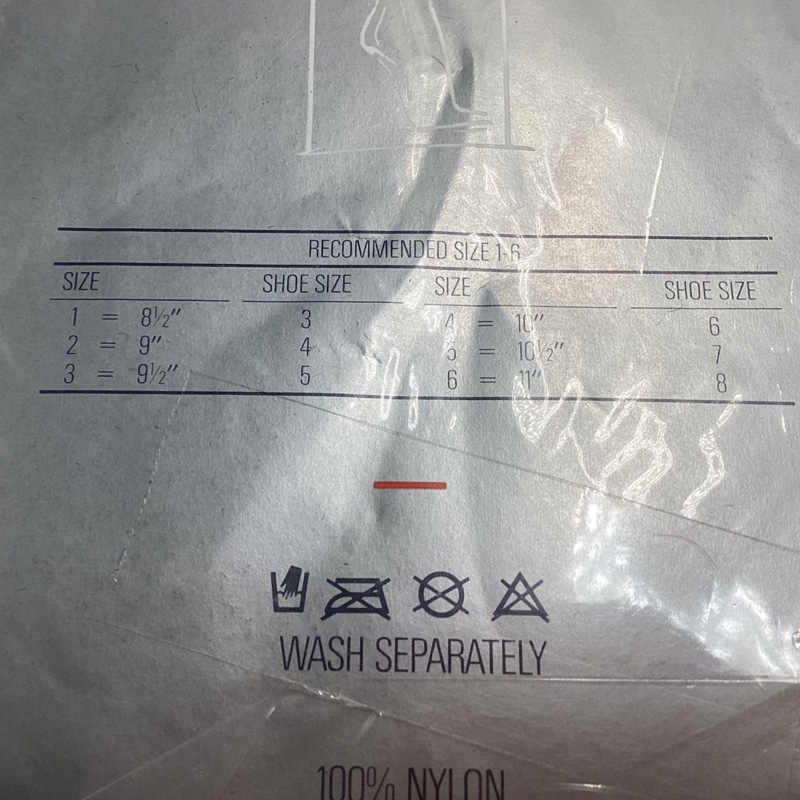 RECOMMENDED SIZE 1-6
SIZE SHOE SIZE SIZE SHOE SIZE
1 = 8½" 3 4 = 10" 6
2 = 9" 4 5 = 10½" 7
3 = 9½" 5 6 = 11" 8
WASH SEPARATELY
100% NYLON